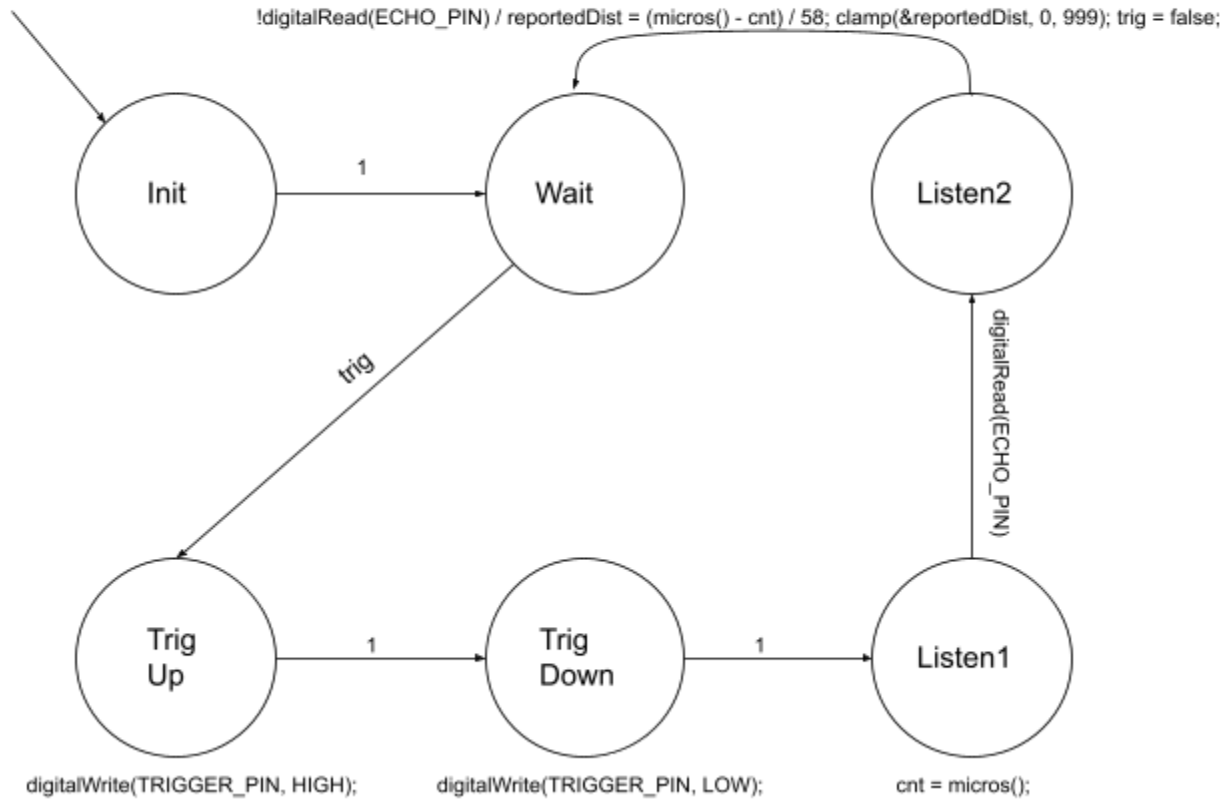 !digitalRead(ECHO_PIN) / reportedDist = (micros() - cnt) / 58; clamp(&reportedDist, 0, 999); trig = false;
Init
1
Wait
Listen2
trig
digitalRead(ECHO_PIN)
Trig
Up
1
Trig
Down
1
Listen1
digitalWrite(TRIGGER_PIN, HIGH);
digitalWrite(TRIGGER_PIN, LOW);
cnt = micros();